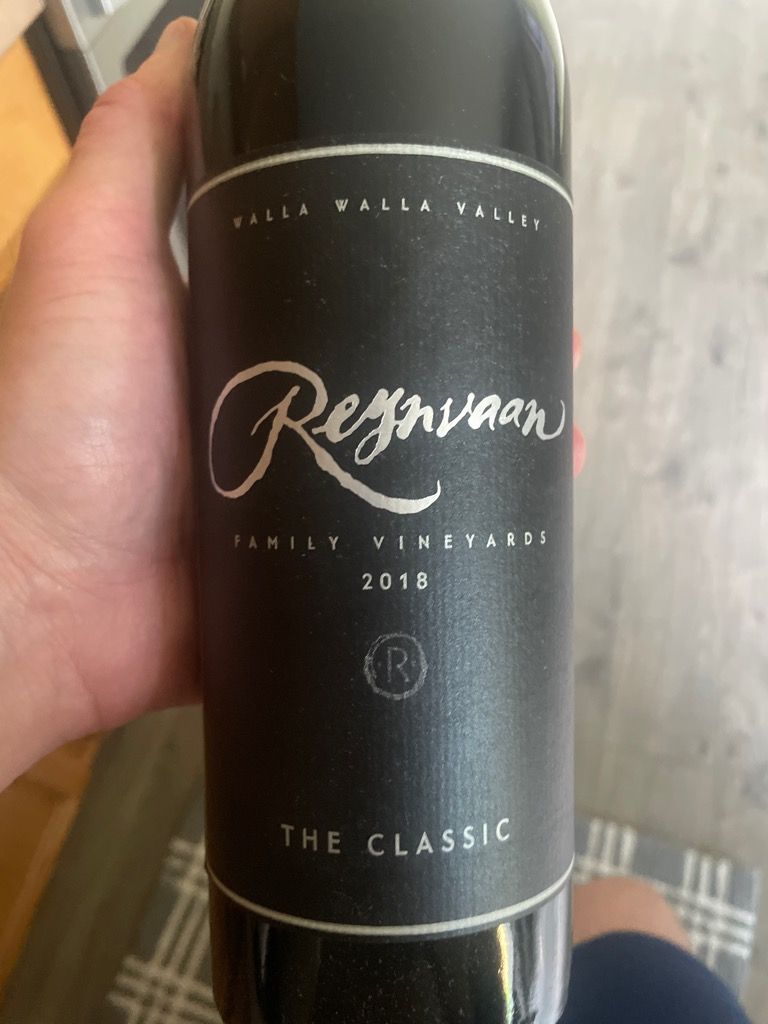 WALLA WALLA VALLEY
Reynvaan
FAMILY VINEYARDS
2018
R
THE CLASSIC